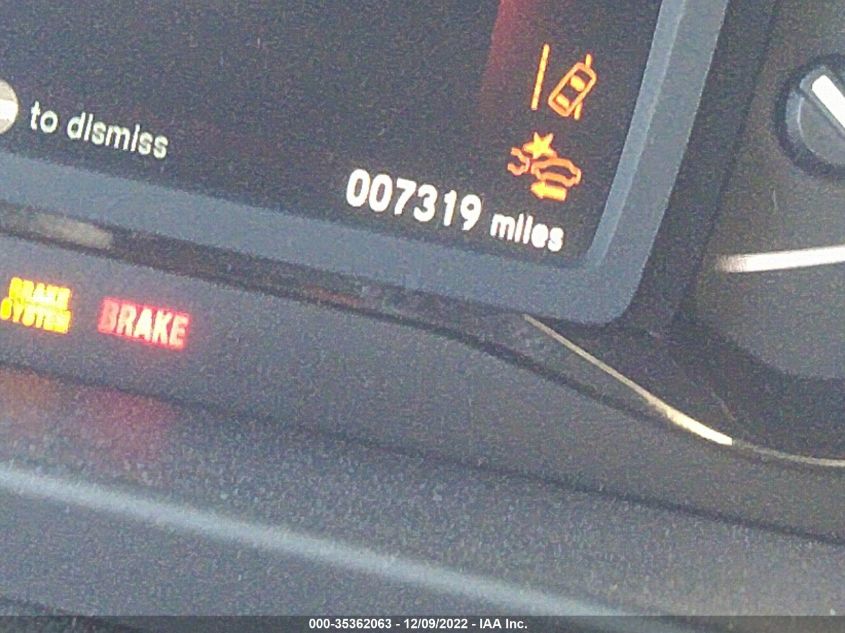 to dismiss
007319 miles
BRAKE
SYSTEM
BRAKE
000-35362063 - 12/09/2022 - IAA Inc.